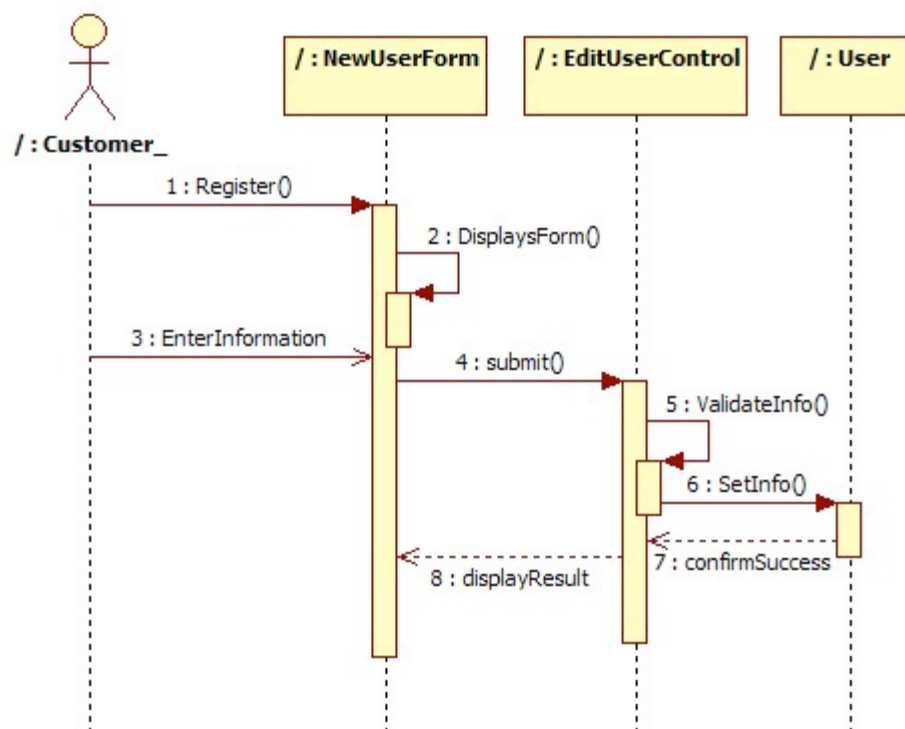 / : NewUserForm
/ : EditUserControl
/ : User
/ : Customer_
1 : Register()
2 : DisplaysForm()
3 : EnterInformation
4 : submit()
5 : ValidateInfo()
6 : SetInfo()
7 : confirmSuccess
8 : displayResult